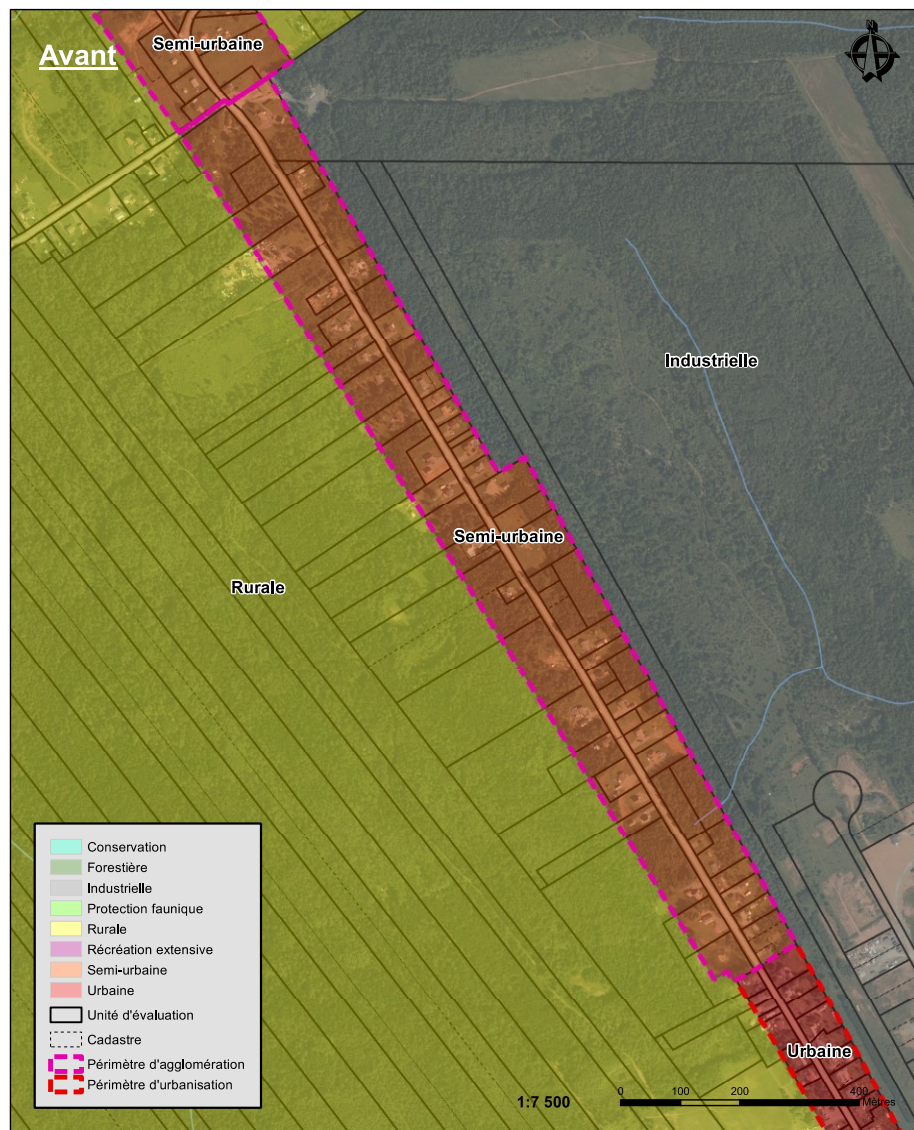 Avant
Semi-urbaine
N
Industrielle
Semi-urbaine
Rurale
Conservation
Forestière
Industrielle
Protection faunique
Rurale
Récréation extensive
Semi-urbaine
Urbaine
Unité d'évaluation
Cadastre
Périmètre d'agglomération
Périmètre d'urbanisation
Urbaine
1:7 500
0 100 200 400
Mètres